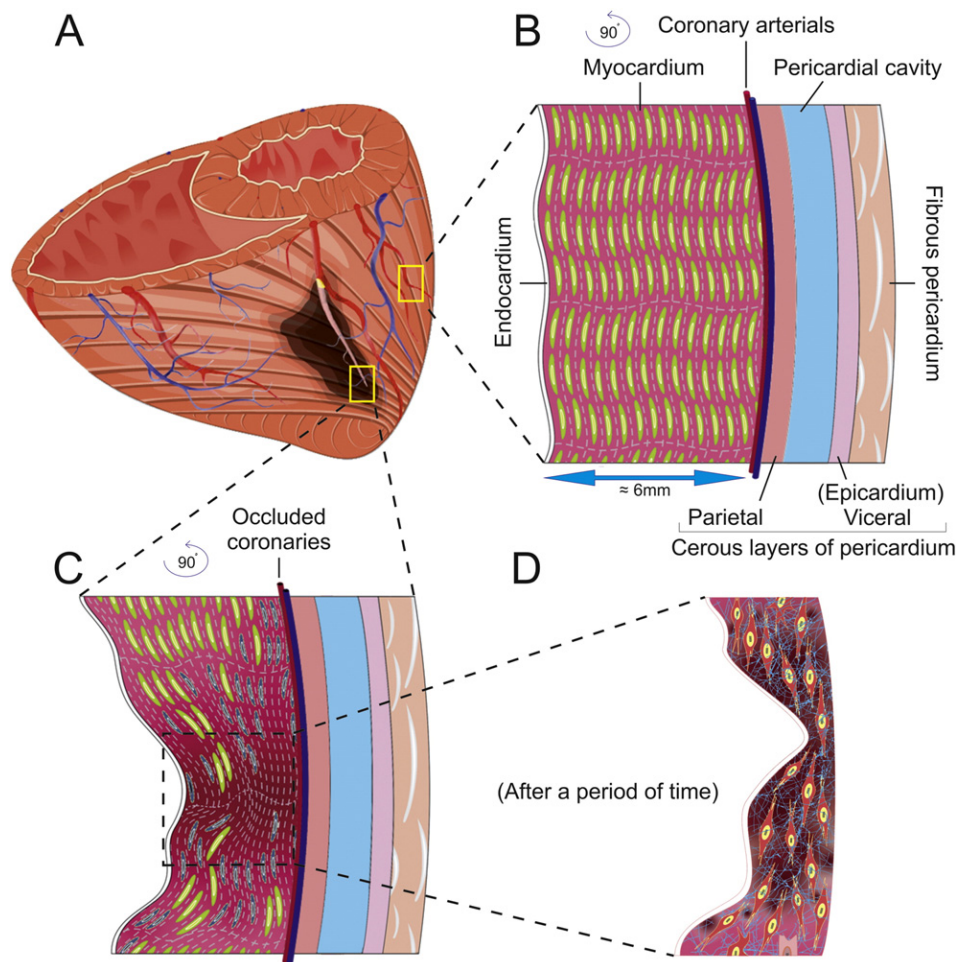 A
B
90°
Coronary arterials
Myocardium
Pericardial cavity
Endocardium
Fibrous pericardium
≈ 6mm
(Epicardium)
Parietal
Viceral
Cerous layers of pericardium
Occluded
coronaries
C
90°
D
(After a period of time)